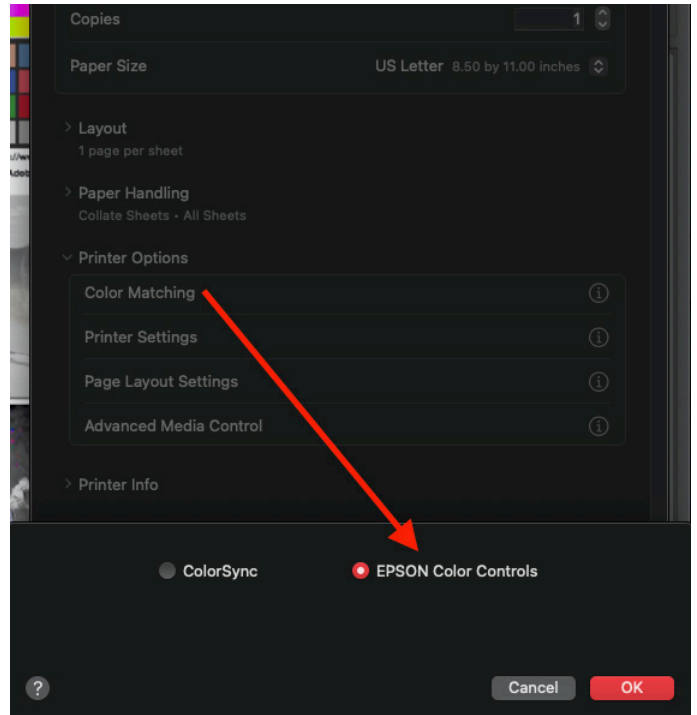 Copies 1
Paper Size US Letter 8.50 by 11.00 inches
Layout
1 page per sheet
Paper Handling
Collate Sheets • All Sheets
Printer Options
Color Matching
Printer Settings
Page Layout Settings
Advanced Media Control
Printer Info
ColorSync EPSON Color Controls
? Cancel OK